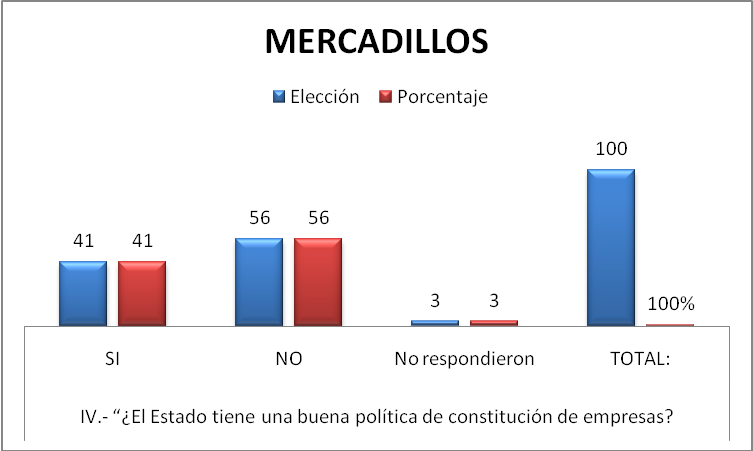 MERCADILLOS
Elección Porcentaje
100
56 56
41 41
3 3
100%
SI NO No respondieron TOTAL:
IV.- “¿El Estado tiene una buena política de constitución de empresas?